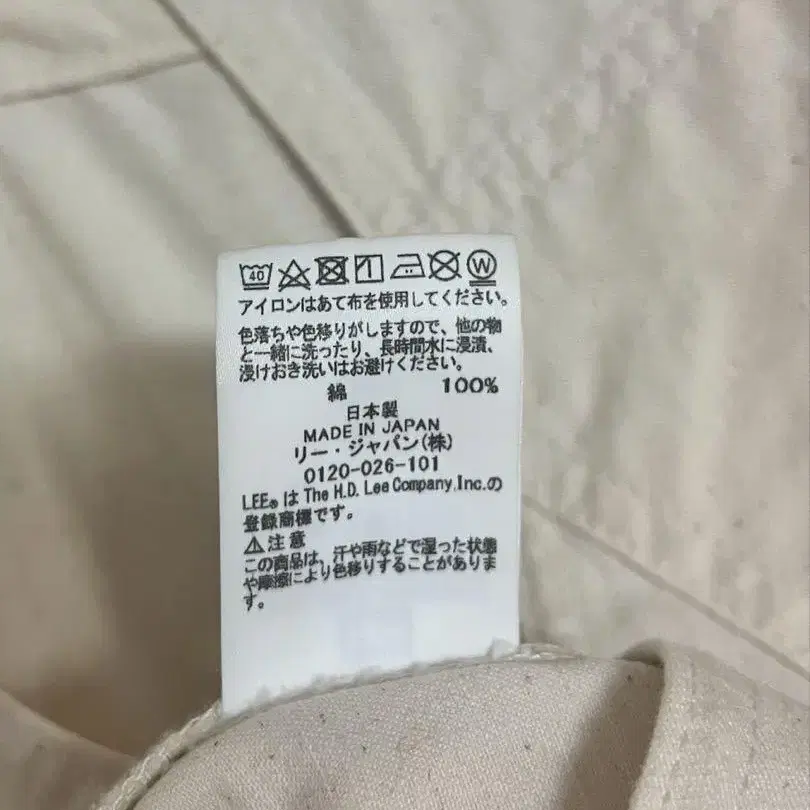 40 W
アイロンはあて布を使用してください。
色落ちや色移りがしますので、他の物
と一緒に洗ったり、長時間水に浸漬、
浸けおき洗いはお避けください。
綿 100%
日本製
MADE IN JAPAN
リー・ジャパン(株)
0120-026-101
LEE® は The H.D. Lee Company,Inc.の
登録商標です。
⚠注意
この商品は、汗や雨などで湿った状態
や摩擦により色移りすることがありま
す。